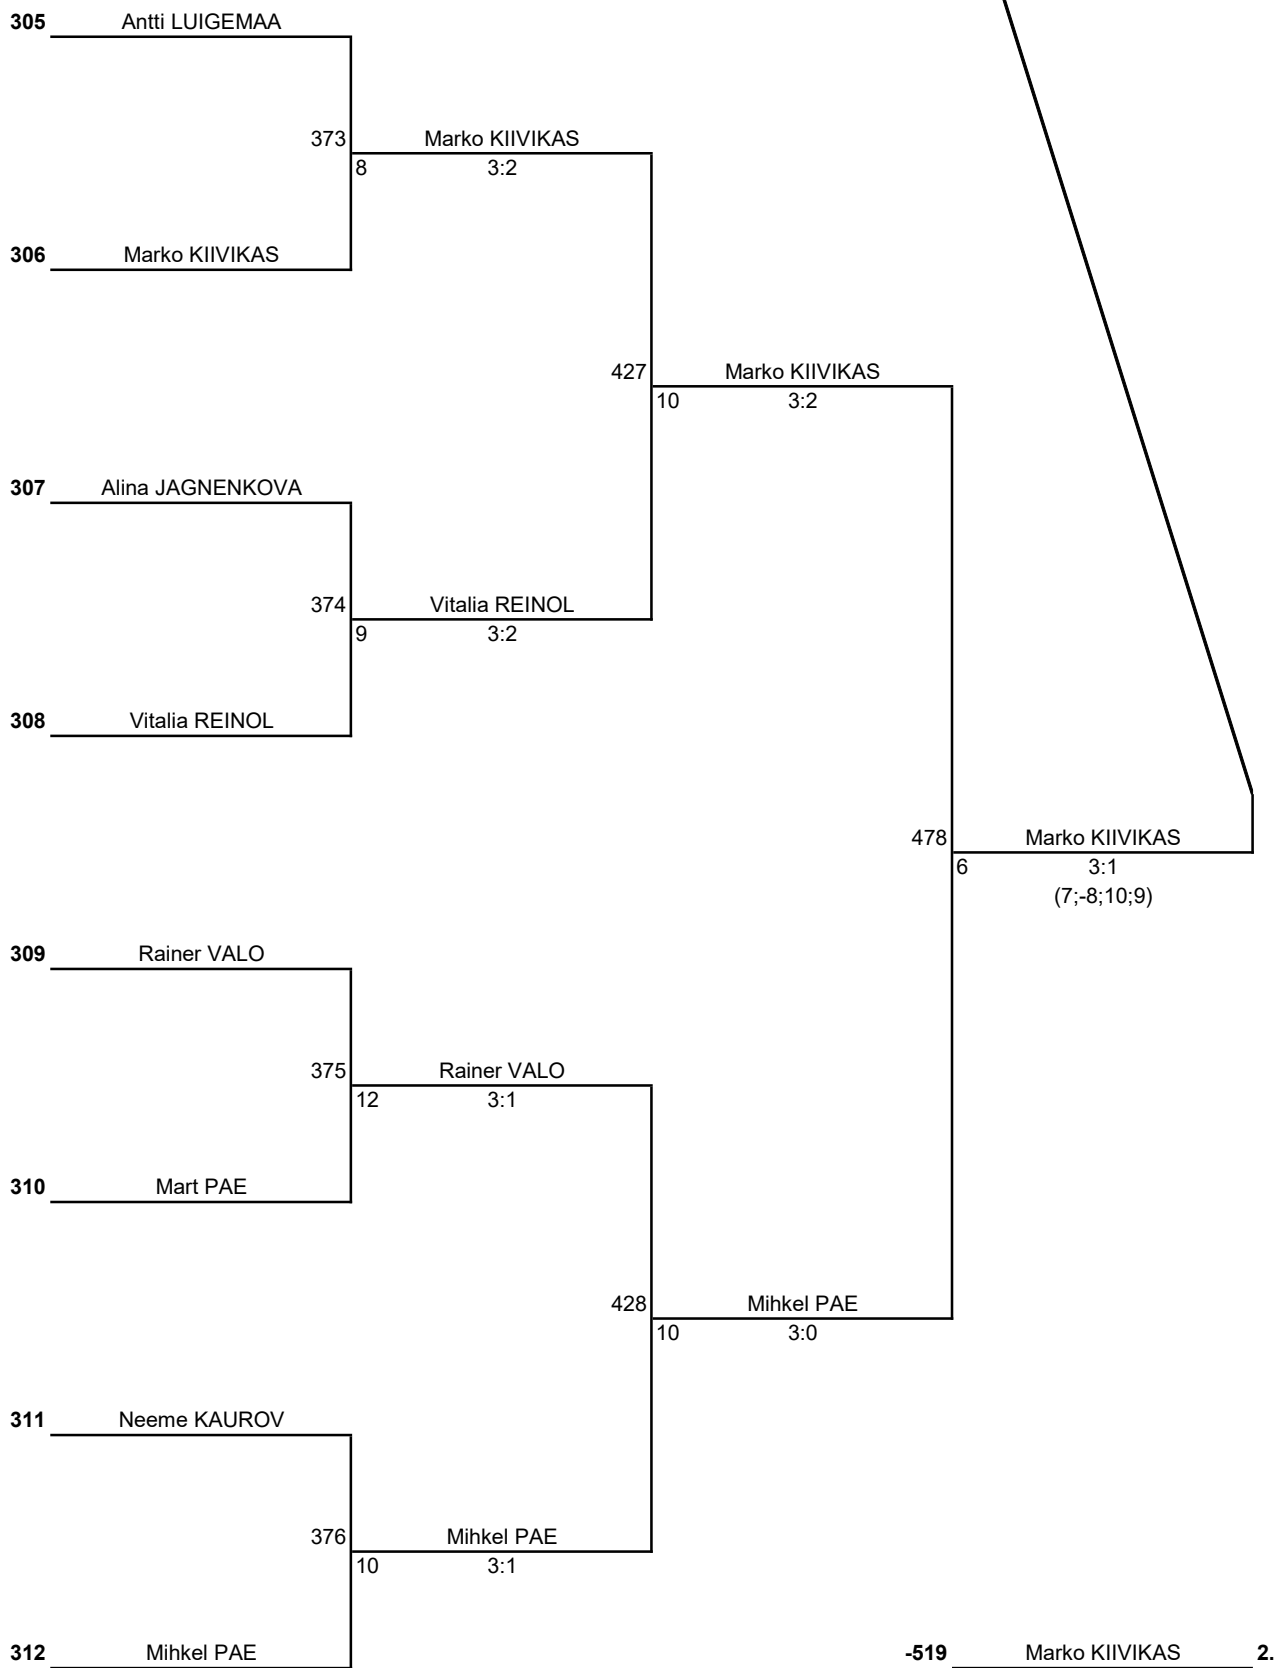 305 Antti LUIGEMAA
373 Marko KIIVIKAS
8 3:2
306 Marko KIIVIKAS
427 Marko KIIVIKAS
10 3:2
307 Alina JAGNENKOVA
374 Vitalia REINOL
9 3:2
308 Vitalia REINOL
478 Marko KIIVIKAS
6 3:1
(7;-8;10;9)
309 Rainer VALO
375 Rainer VALO
12 3:1
310 Mart PAE
428 Mihkel PAE
10 3:0
311 Neeme KAUROV
376 Mihkel PAE
10 3:1
312 Mihkel PAE
-519 Marko KIIVIKAS 2.